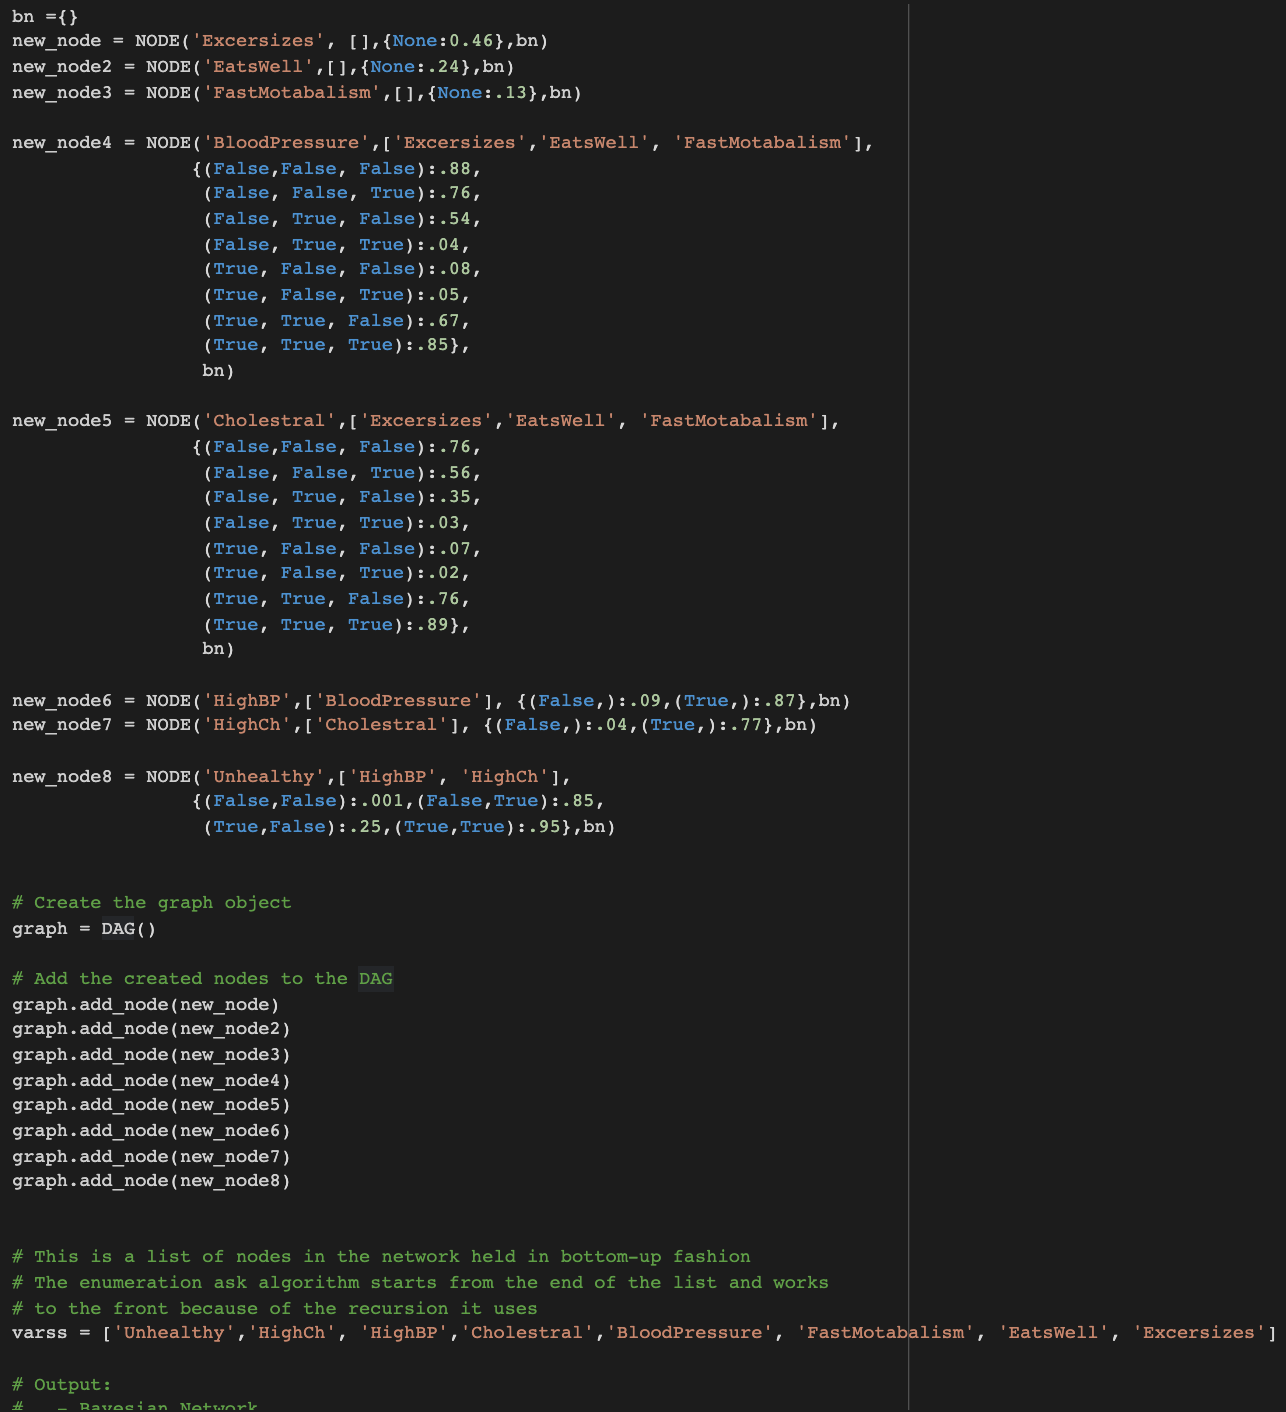 bn ={}
new_node = NODE('Excersizes', [],{None:0.46},bn)
new_node2 = NODE('EatsWell',[],{None:.24},bn)
new_node3 = NODE('FastMotabalism',[],{None:.13},bn)
new_node4 = NODE('BloodPressure',['Excersizes','EatsWell', 'FastMotabalism'],
{(False,False, False):.88,
(False, False, True):.76,
(False, True, False):.54,
(False, True, True):.04,
(True, False, False):.08,
(True, False, True):.05,
(True, True, False):.67,
(True, True, True):.85},
bn)
new_node5 = NODE('Cholestral',['Excersizes','EatsWell', 'FastMotabalism'],
{(False,False, False):.76,
(False, False, True):.56,
(False, True, False):.35,
(False, True, True):.03,
(True, False, False):.07,
(True, False, True):.02,
(True, True, False):.76,
(True, True, True):.89},
bn)
new_node6 = NODE('HighBP',['BloodPressure'], {(False,):.09,(True,):.87},bn)
new_node7 = NODE('HighCh',['Cholestral'], {(False,):.04,(True,):.77},bn)
new_node8 = NODE('Unhealthy',['HighBP', 'HighCh'],
{(False,False):.001,(False,True):.85,
(True,False):.25,(True,True):.95},bn)
# Create the graph object
graph = DAG()
# Add the created nodes to the DAG
graph.add_node(new_node)
graph.add_node(new_node2)
graph.add_node(new_node3)
graph.add_node(new_node4)
graph.add_node(new_node5)
graph.add_node(new_node6)
graph.add_node(new_node7)
graph.add_node(new_node8)
# This is a list of nodes in the network held in bottom-up fashion
# The enumeration ask algorithm starts from the end of the list and works
# to the front because of the recursion it uses
varss = ['Unhealthy','HighCh', 'HighBP','Cholestral','BloodPressure', 'FastMotabalism', 'EatsWell', 'Excersizes']
# Output:
# - Bayesian Network